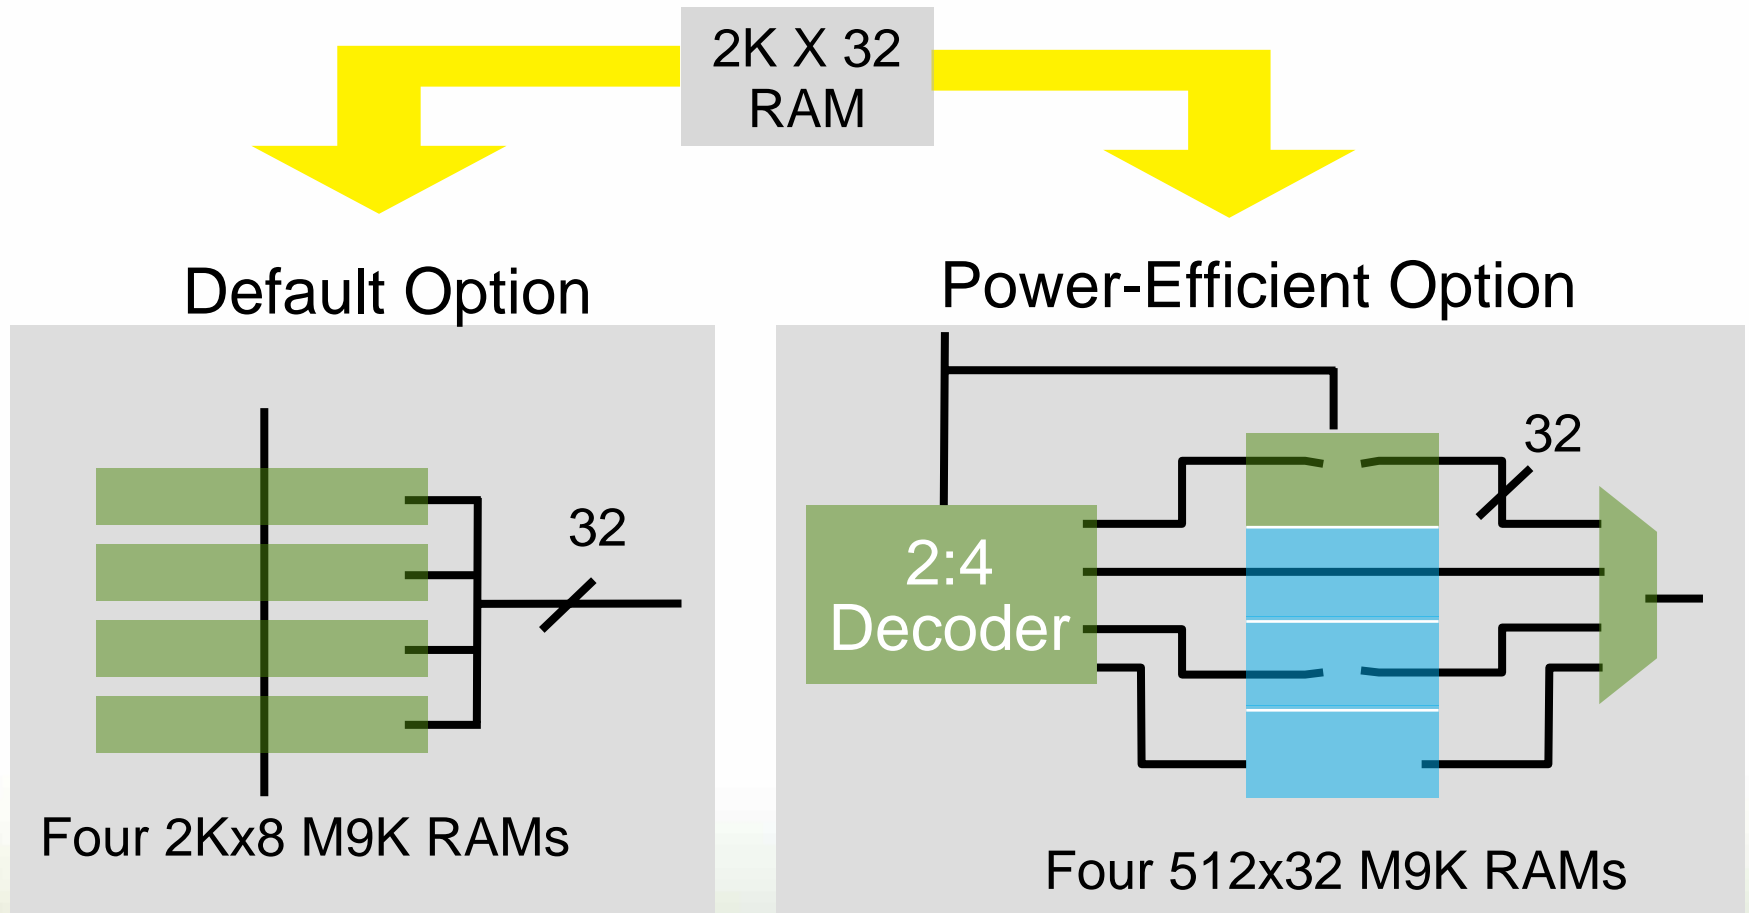 2K X 32
RAM
Default Option
Power-Efficient Option
32
32
2:4
Decoder
Four 2Kx8 M9K RAMs
Four 512x32 M9K RAMs